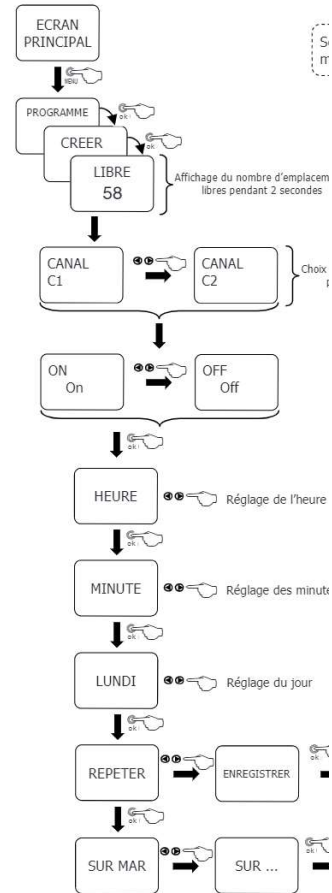 ECRAN
PRINCIPAL
MENU
PROGRAMME
ok
CREER
ok
LIBRE
58
libres pendant 2 secondes
Affichage du nombre
CANAL
C1
CANAL
C2
Choix
ON
On
OFF
Off
ok
HEURE
Réglage de l'heure
ok
MINUTE
Réglage des
ok
LUNDI
Réglage du jour
ok
REPETER
ENREGISTRER
ok
ok
SUR MAR
SUR ...
ok